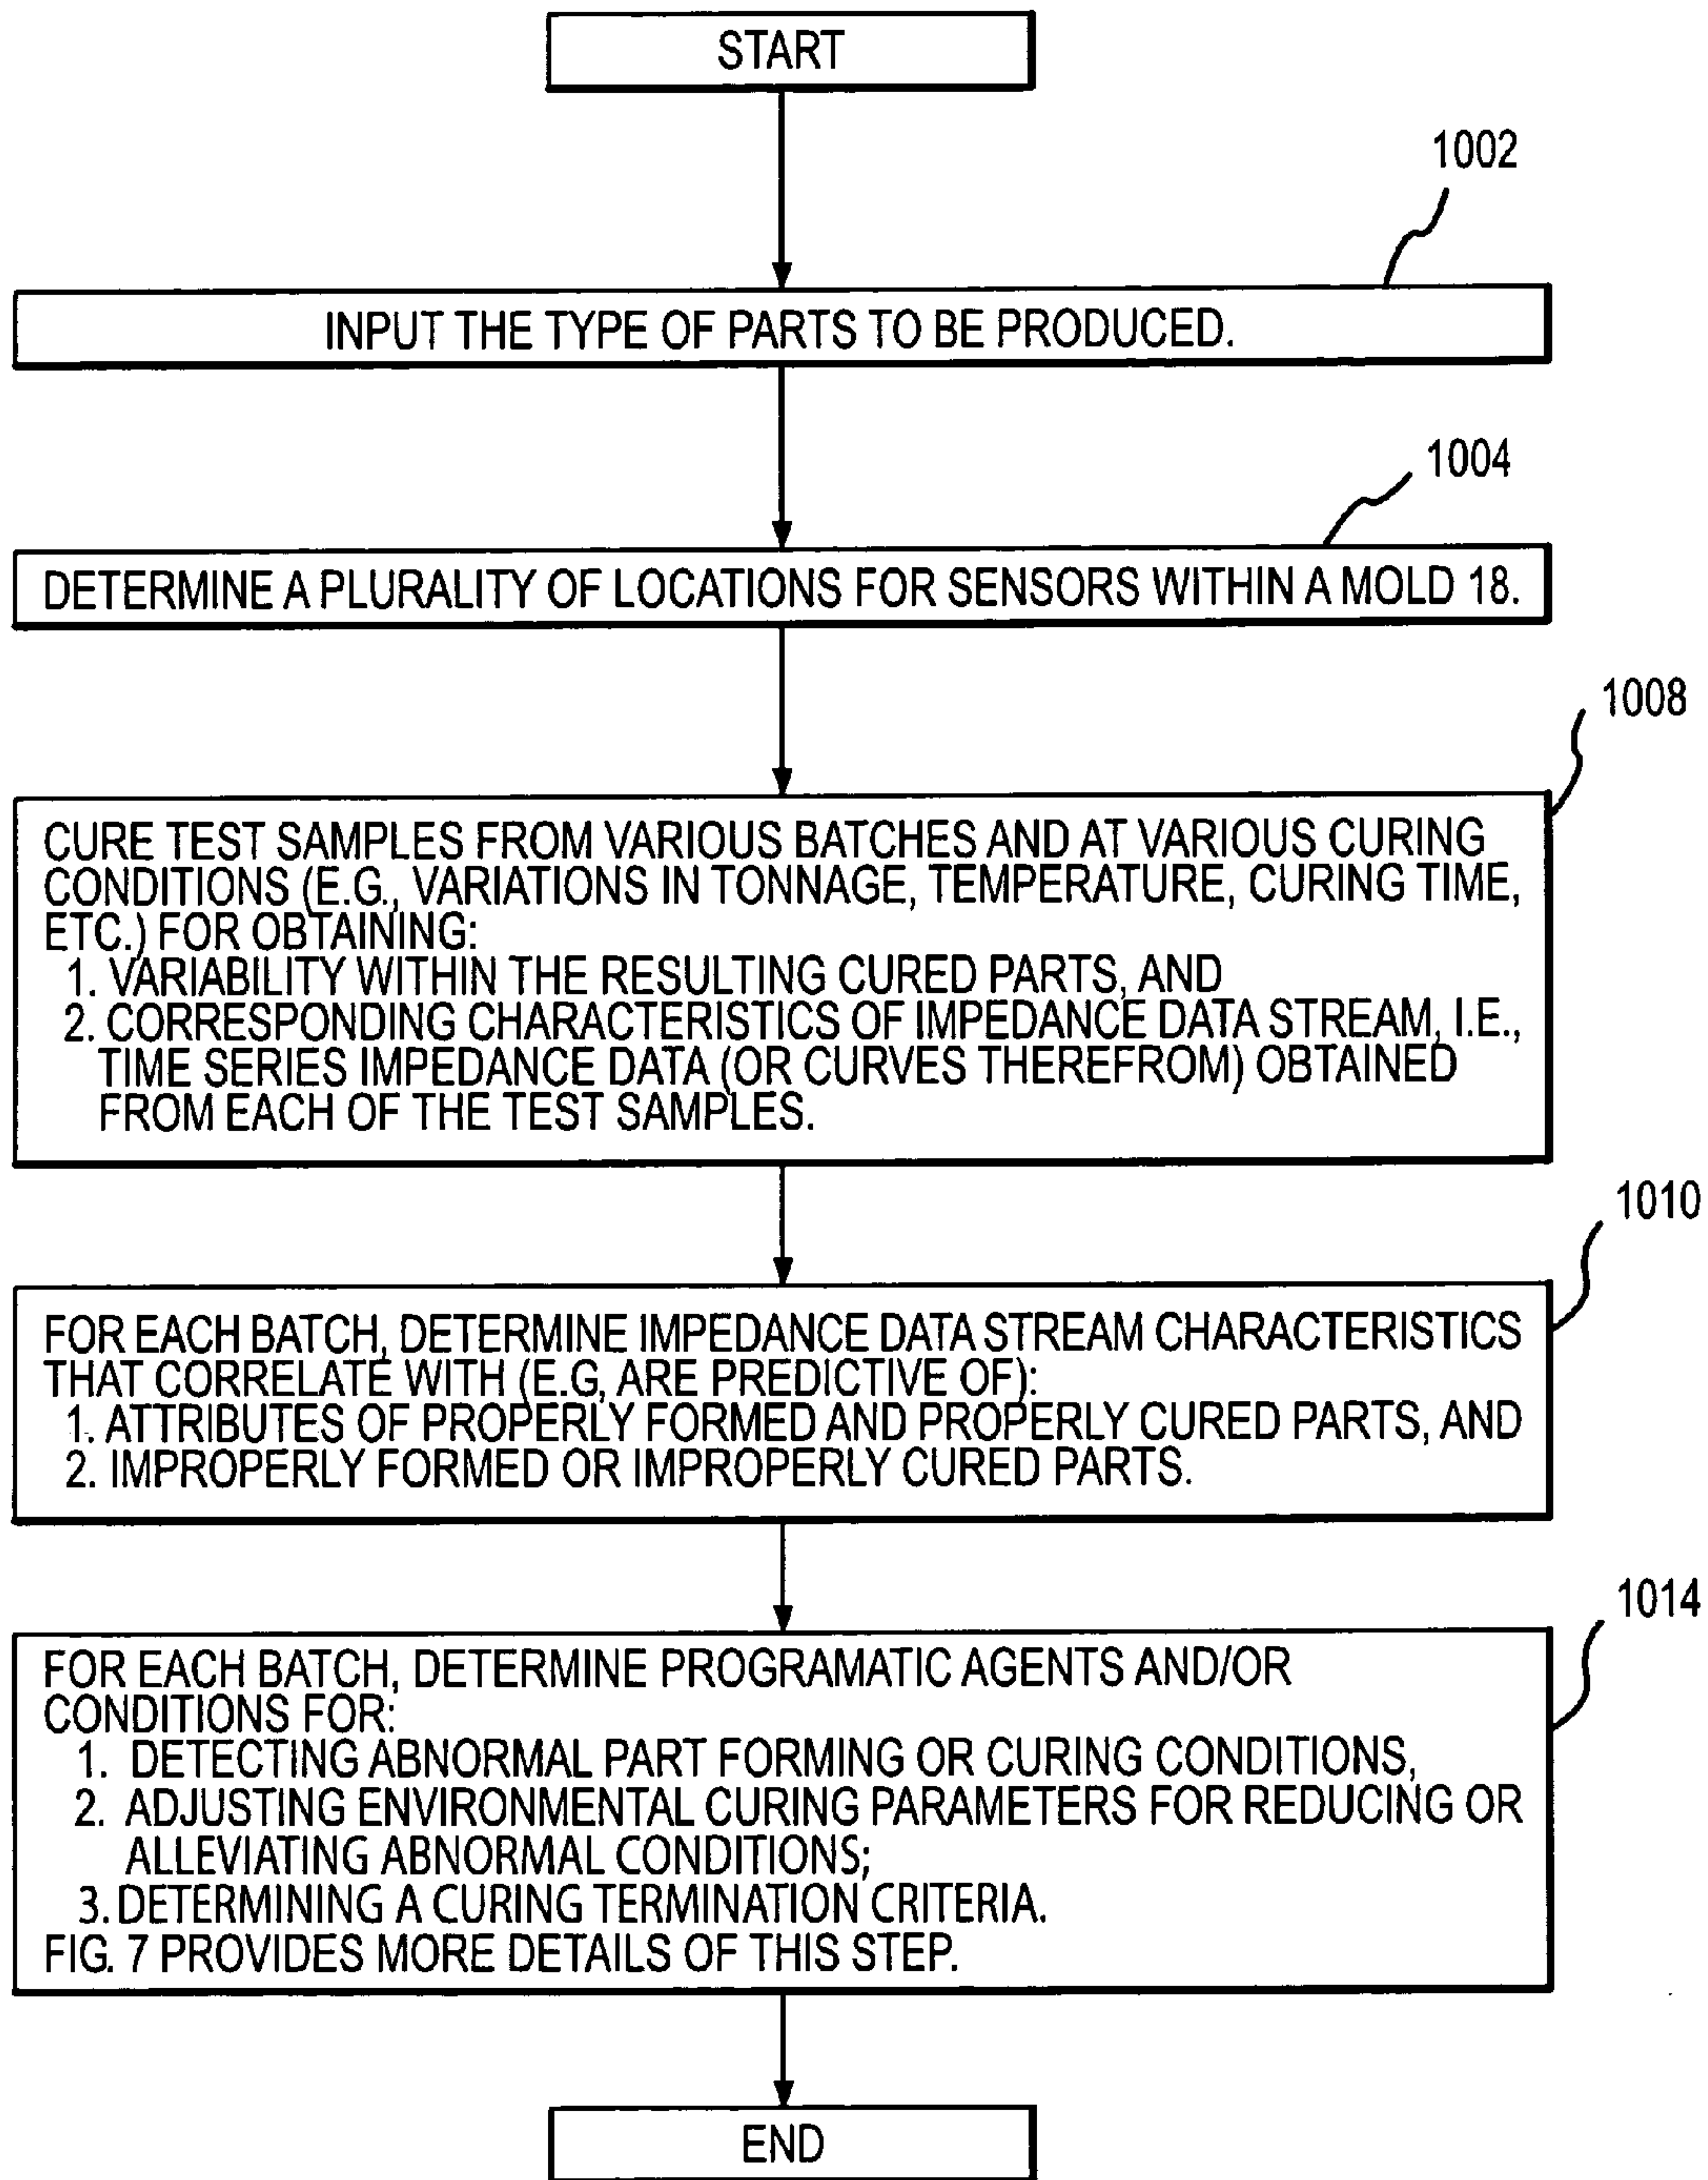 START
1002
INPUT THE TYPE OF PARTS TO BE PRODUCED.
1004
DETERMINE A PLURALITY OF LOCATIONS FOR SENSORS WITHIN A MOLD 18.
1008
CURE TEST SAMPLES FROM VARIOUS BATCHES AND AT VARIOUS CURING
CONDITIONS (E.G., VARIATIONS IN TONNAGE, TEMPERATURE, CURING TIME,
ETC.) FOR OBTAINING:
1. VARIABILITY WITHIN THE RESULTING CURED PARTS, AND
2. CORRESPONDING CHARACTERISTICS OF IMPEDANCE DATA STREAM, I.E.,
TIME SERIES IMPEDANCE DATA (OR CURVES THEREFROM) OBTAINED
FROM EACH OF THE TEST SAMPLES.
1010
FOR EACH BATCH, DETERMINE IMPEDANCE DATA STREAM CHARACTERISTICS
THAT CORRELATE WITH (E.G, ARE PREDICTIVE OF):
1. ATTRIBUTES OF PROPERLY FORMED AND PROPERLY CURED PARTS, AND
2. IMPROPERLY FORMED OR IMPROPERLY CURED PARTS.
1014
FOR EACH BATCH, DETERMINE PROGRAMATIC AGENTS AND/OR
CONDITIONS FOR:
1. DETECTING ABNORMAL PART FORMING OR CURING CONDITIONS,
2. ADJUSTING ENVIRONMENTAL CURING PARAMETERS FOR REDUCING OR
ALLEVIATING ABNORMAL CONDITIONS;
3. DETERMINING A CURING TERMINATION CRITERIA.
FIG. 7 PROVIDES MORE DETAILS OF THIS STEP.
END